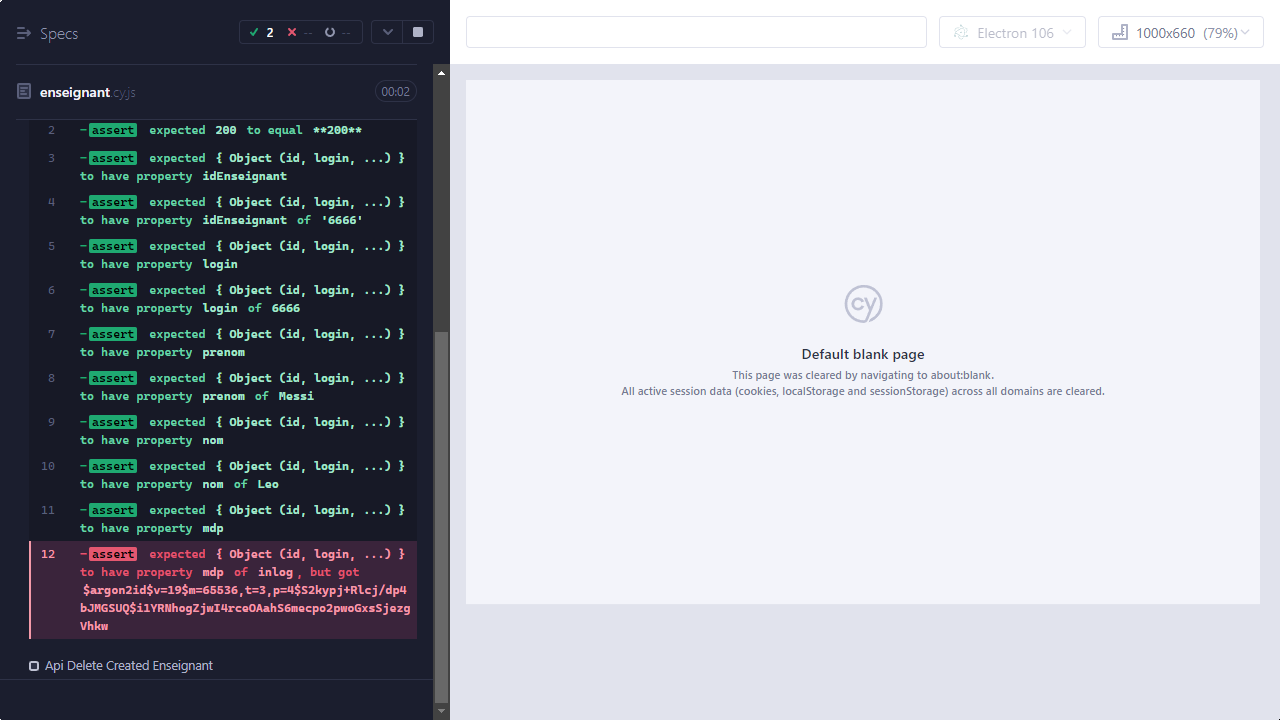 Specs
2
--
--
Electron 106
1000x660 (79%)
enseignant.cy.js
00:02
2 -assert expected 200 to equal **200**
3 -assert expected { Object (id, login, ...) }
to have property idEnseignant
4 -assert expected { Object (id, login, ...) }
to have property idEnseignant of '6666'
5 -assert expected { Object (id, login, ...) }
to have property login
6 -assert expected { Object (id, login, ...) }
to have property login of 6666
7 -assert expected { Object (id, login, ...) }
to have property prenom
8 -assert expected { Object (id, login, ...) }
to have property prenom of Messi
9 -assert expected { Object (id, login, ...) }
to have property nom
10 -assert expected { Object (id, login, ...) }
to have property nom of Leo
11 -assert expected { Object (id, login, ...) }
to have property mdp
12 -assert expected { Object (id, login, ...) }
to have property mdp of inlog, but got
$argon2id$v=19$m=65536,t=3,p=4$S2kypj+Rlcj/dp4
bJMGSUQ$i1YRNhogZjwI4rceOAahS6mecpo2pwoGxsSjezg
Vhkw
Api Delete Created Enseignant
cy
Default blank page
This page was cleared by navigating to about:blank.
All active session data (cookies, localStorage and sessionStorage) across all domains are cleared.